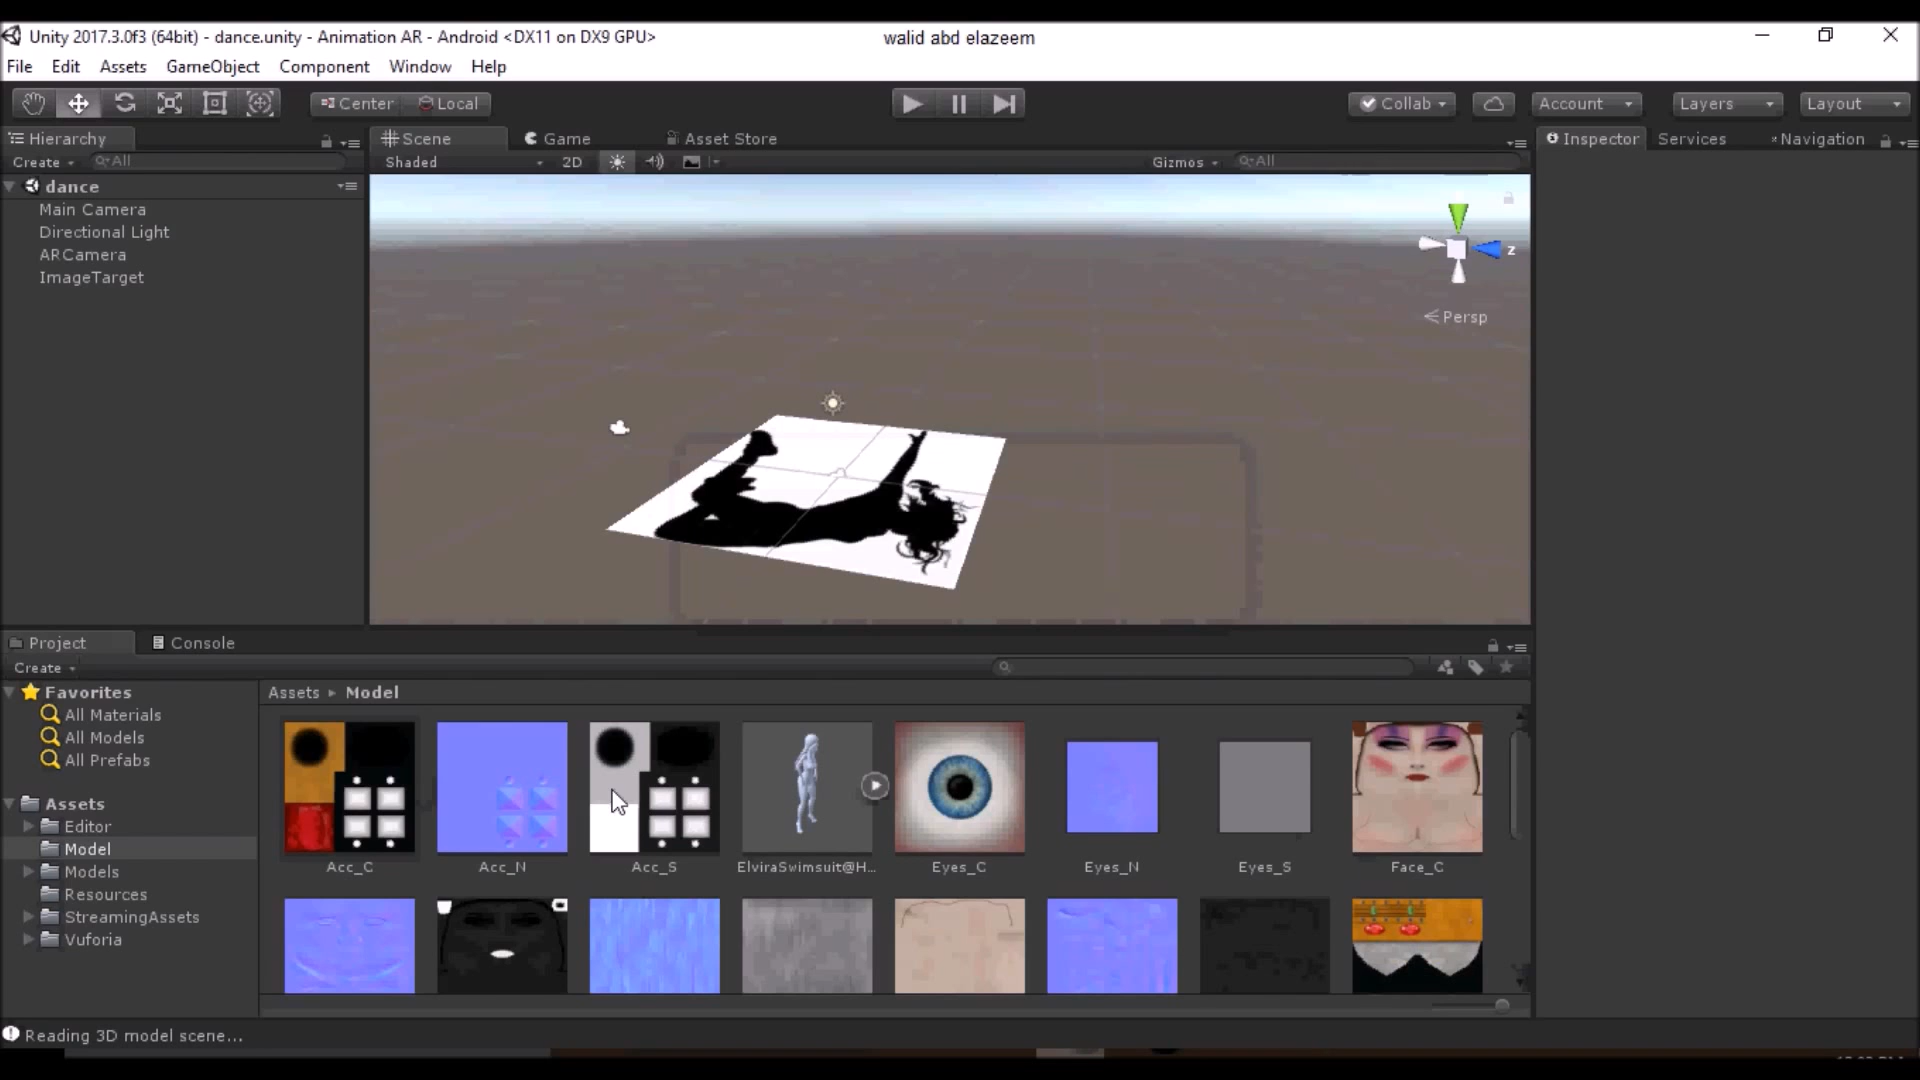 Unity 2017.3.0f3 (64bit) - dance.unity - Animation AR - Android <DX11 on DX9 GPU>
walid abd elazeem
File Edit Assets GameObject Component Window Help
Center Local
Collab Account Layers Layout
Hierarchy
Scene Game Asset Store
Inspector Services Navigation
Create All
Shaded 2D
Gizmos All
dance
Main Camera
Directional Light
ARCamera
ImageTarget
z
Persp
Project Console
Create
Favorites
All Materials
All Models
All Prefabs
Assets
Editor
Model
Models
Resources
StreamingAssets
Vuforia
Assets Model
Acc_C Acc_N Acc_S ElviraSwimsuit@H... Eyes_C Eyes_N Eyes_S Face_C
Reading 3D model scene...